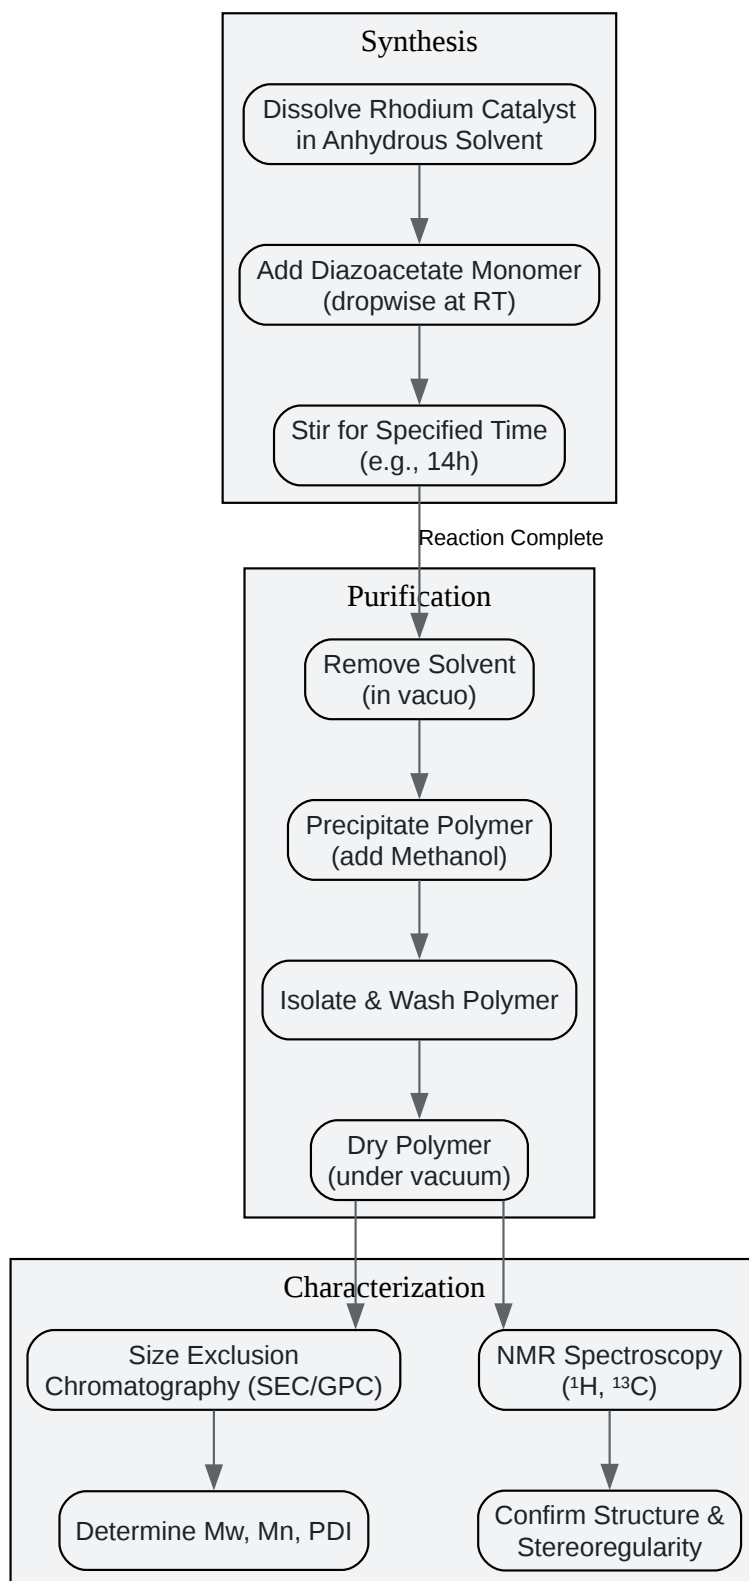 Synthesis
Dissolve Rhodium Catalyst
in Anhydrous Solvent
Add Diazoacetate Monomer
(dropwise at RT)
Stir for Specified Time
(e.g., 14h)
Reaction Complete
Purification
Remove Solvent
(in vacuo)
Precipitate Polymer
(add Methanol)
Isolate & Wash Polymer
Dry Polymer
(under vacuum)
Characterization
Size Exclusion
Chromatography (SEC/GPC)
NMR Spectroscopy
(¹H, ¹³C)
Determine Mw, Mn, PDI
Confirm Structure &
Stereoregularity